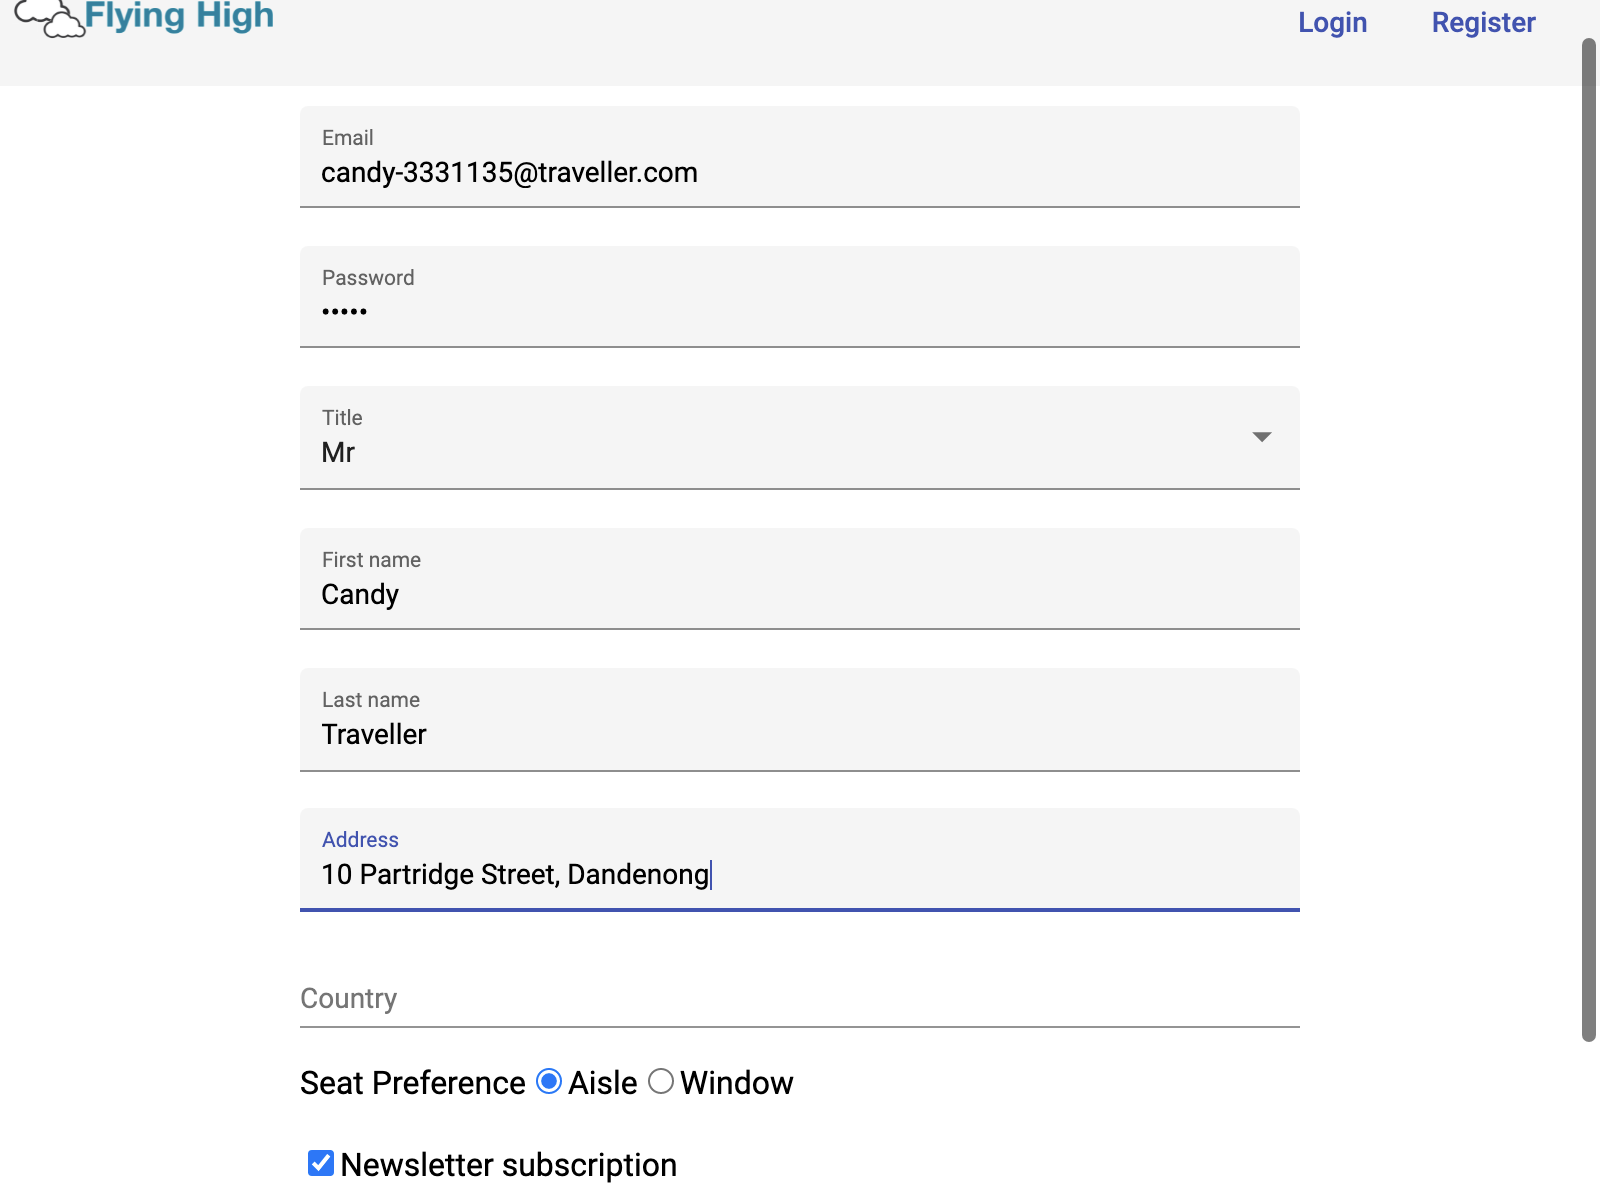 Flying High
Login Register
Email
candy-3331135@traveller.com
Password
•••••
Title
Mr
First name
Candy
Last name
Traveller
Address
10 Partridge Street, Dandenong
Country
Seat Preference Aisle Window
Newsletter subscription